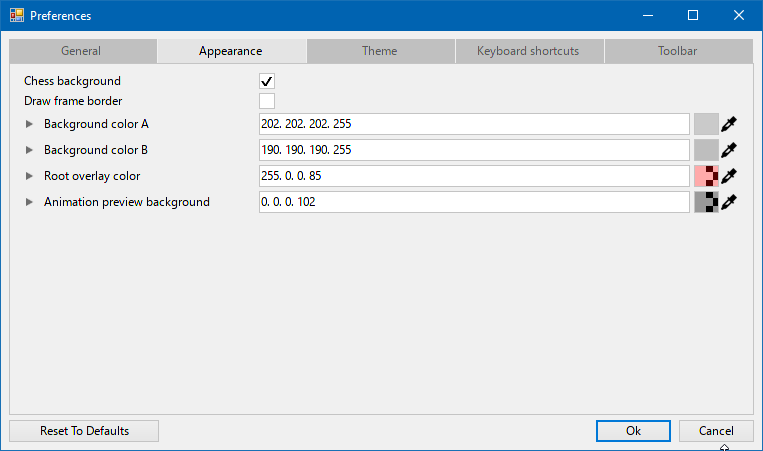 Preferences
General Appearance Theme Keyboard shortcuts Toolbar
Chess background
Draw frame border
Background color A 202. 202. 202. 255
Background color B 190. 190. 190. 255
Root overlay color 255. 0. 0. 85
Animation preview background 0. 0. 0. 102
Reset To Defaults Ok Cancel